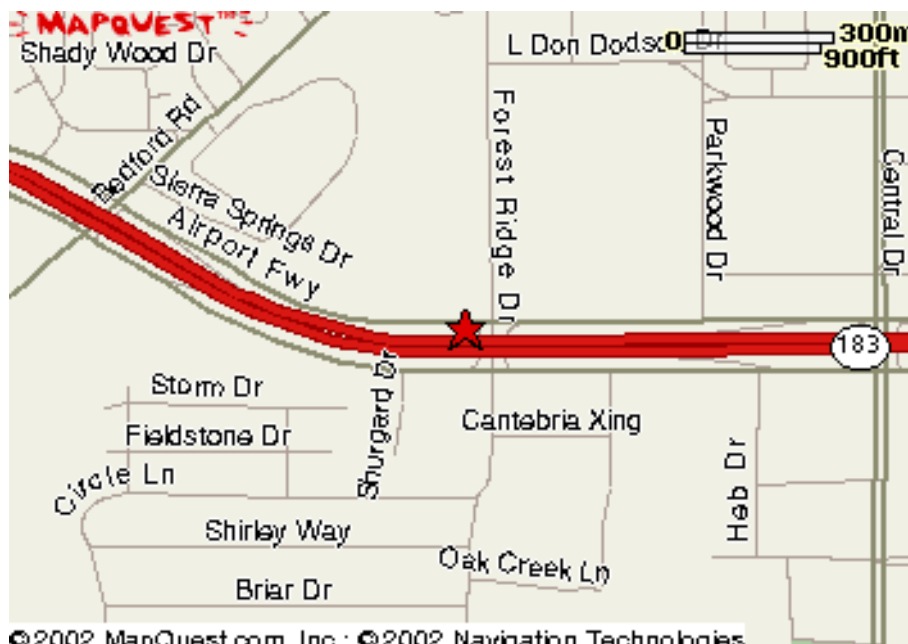 MAPQUEST™
Shady Wood Dr
L Don Dodson Dr
0 300m
900ft
Bedford Rd
Forest Ridge Dr
Parkwood Dr
Central Dr
Sierra Springs Dr
Airport Fwy
183
Storm Dr
Shurgard Dr
Cantebria Xing
Fieldstone Dr
Heb Dr
Circle Ln
Shirley Way
Oak Creek Ln
Briar Dr
©2002 MapQuest.com, Inc.; ©2002 Navigation Technologies